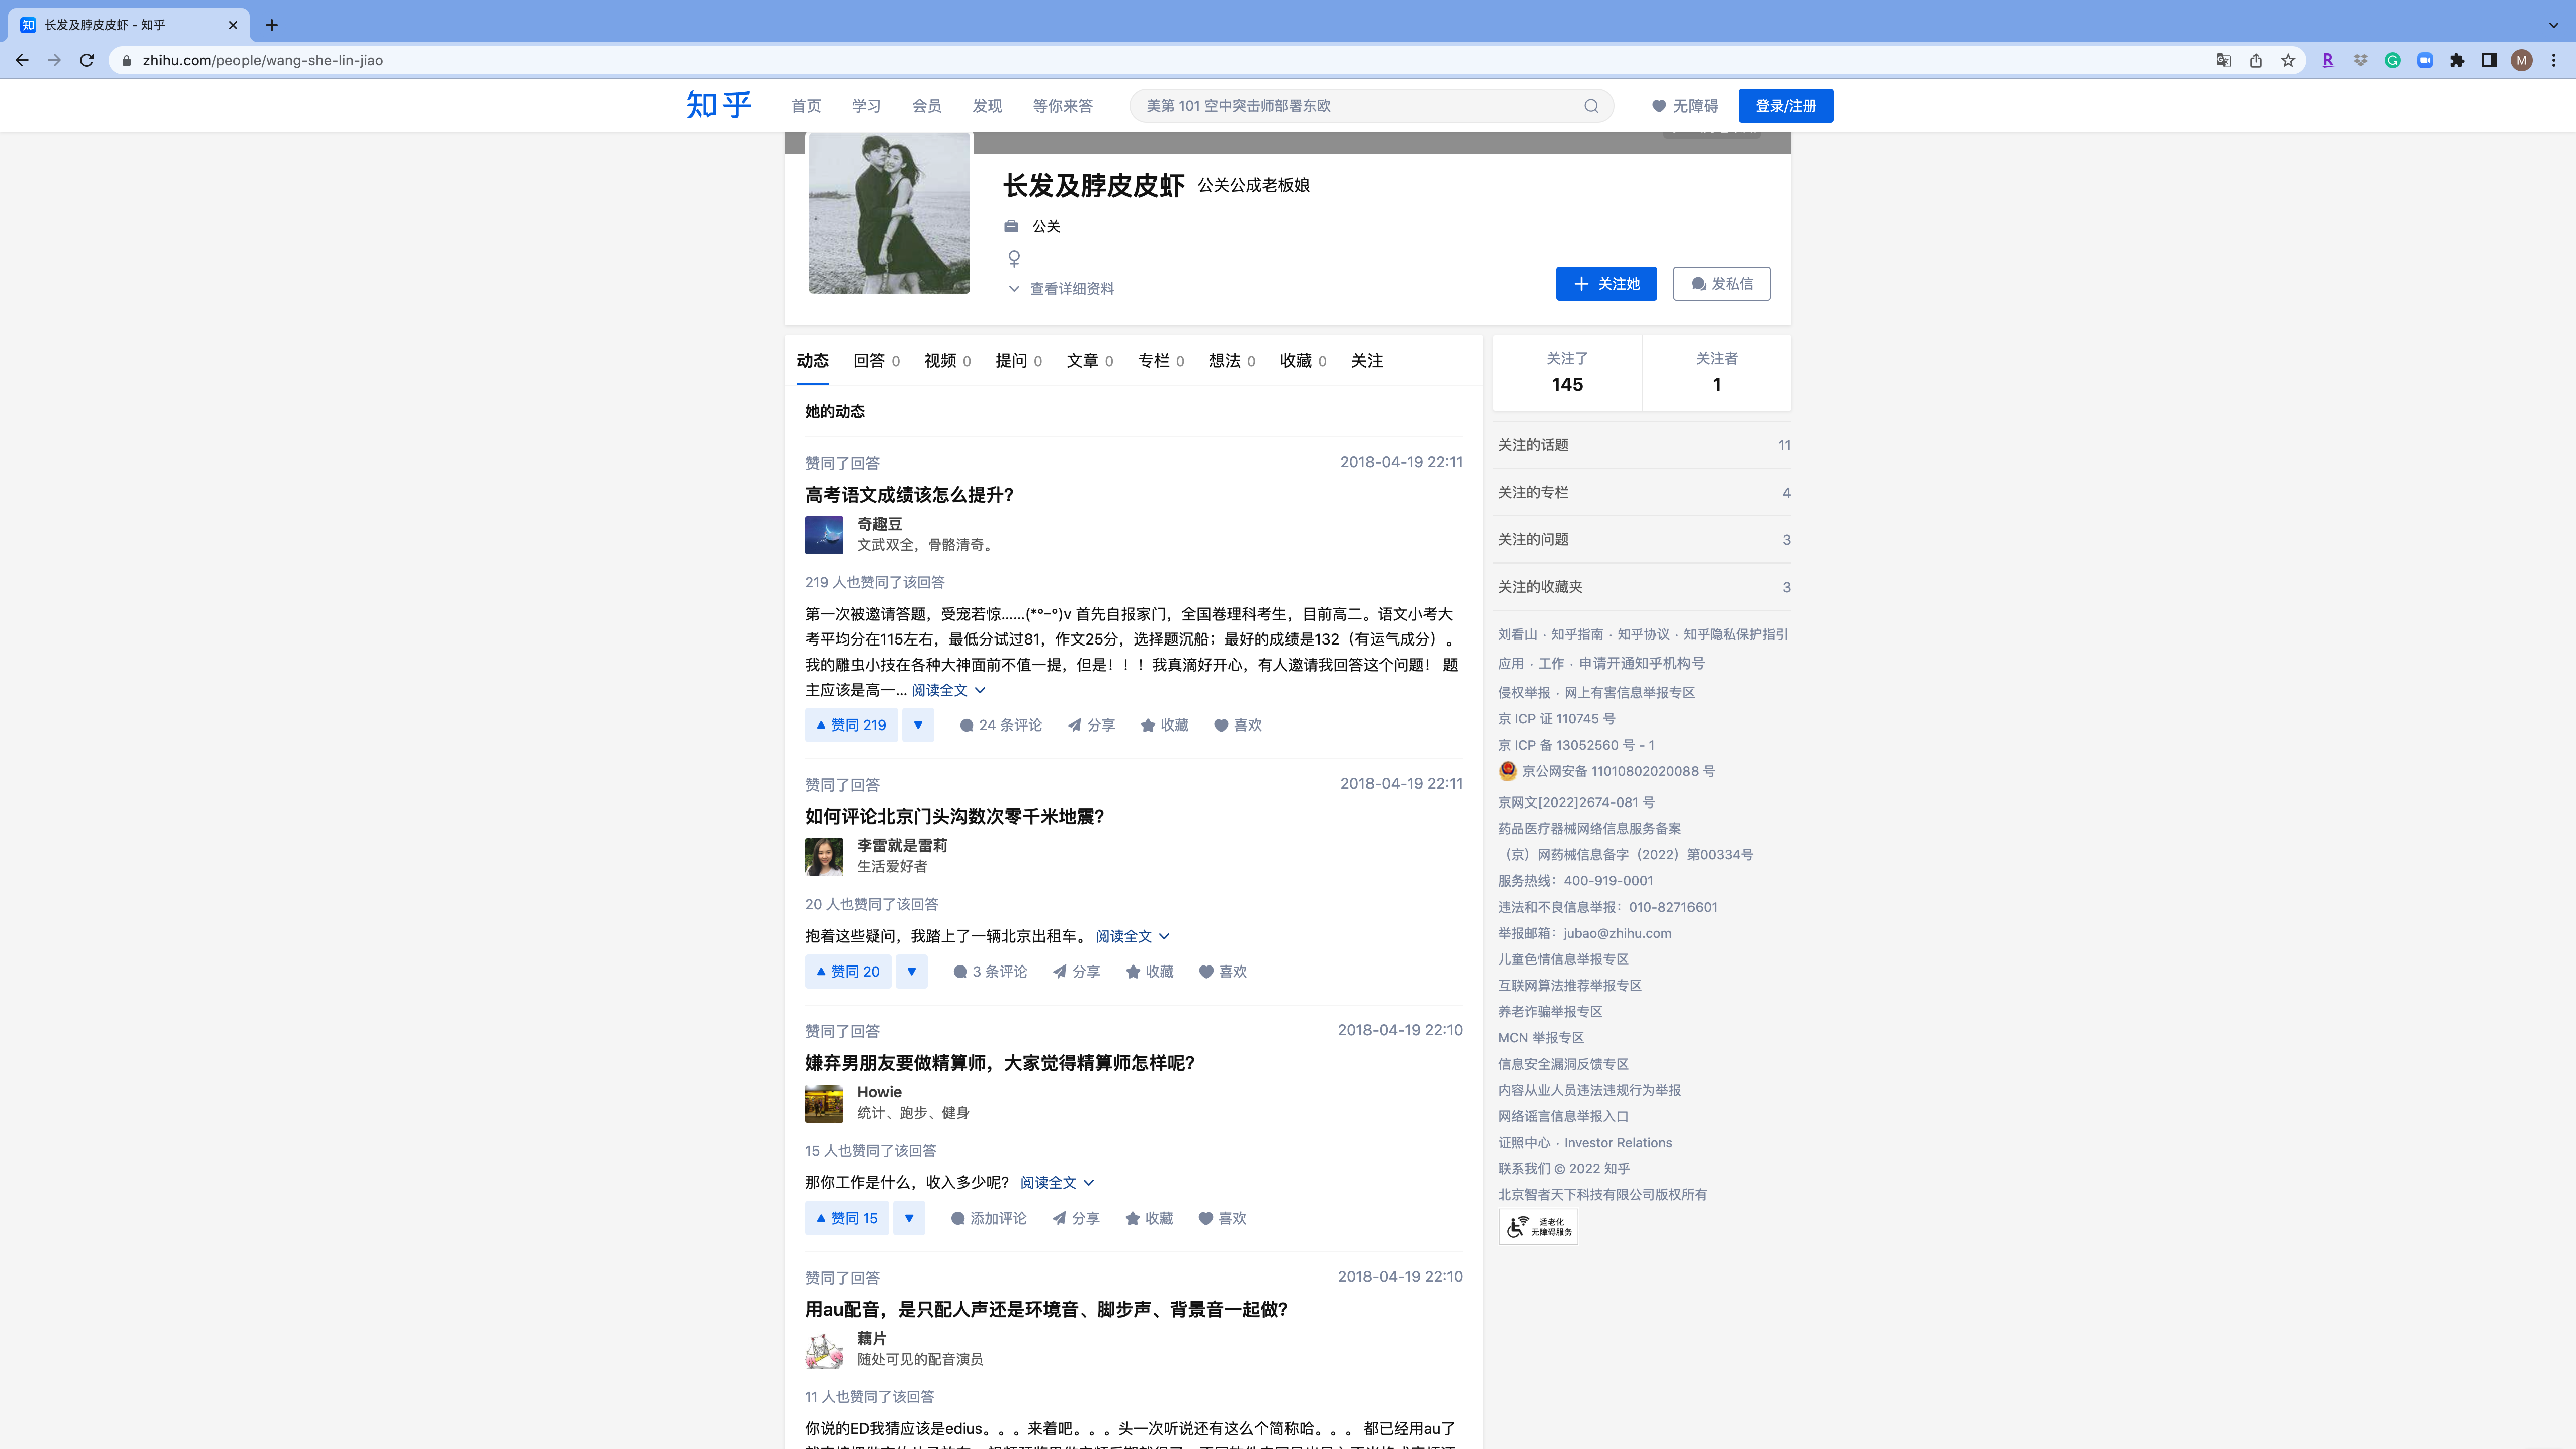 长发及脖皮皮虾 - 知乎
zhihu.com/people/wang-she-lin-jiao
M
知乎
首页 学习 会员 发现 等你来答
美第 101 空中突击师部署东欧
无障碍
登录/注册
长发及脖皮皮虾 公关公成老板娘
公关
查看详细资料
关注她
发私信
动态 回答 0 视频 0 提问 0 文章 0 专栏 0 想法 0 收藏 0 关注
她的动态
赞同了回答 2018-04-19 22:11
高考语文成绩该怎么提升?
奇趣豆
文武双全，骨骼清奇。
219 人也赞同了该回答
第一次被邀请答题，受宠若惊……(*°−°)v 首先自报家门，全国卷理科考生，目前高二。语文小考大
考平均分在115左右，最低分试过81，作文25分，选择题沉船；最好的成绩是132（有运气成分）。
我的雕虫小技在各种大神面前不值一提，但是！！！我真滴好开心，有人邀请我回答这个问题！ 题
主应该是高一... 阅读全文
赞同 219 24 条评论 分享 收藏 喜欢
赞同了回答 2018-04-19 22:11
如何评论北京门头沟数次零千米地震?
李雷就是雷莉
生活爱好者
20 人也赞同了该回答
抱着这些疑问，我踏上了一辆北京出租车。 阅读全文
赞同 20 3 条评论 分享 收藏 喜欢
赞同了回答 2018-04-19 22:10
嫌弃男朋友要做精算师，大家觉得精算师怎样呢?
Howie
统计、跑步、健身
15 人也赞同了该回答
那你工作是什么，收入多少呢？ 阅读全文
赞同 15 添加评论 分享 收藏 喜欢
赞同了回答 2018-04-19 22:10
用au配音，是只配人声还是环境音、脚步声、背景音一起做?
藕片
随处可见的配音演员
11 人也赞同了该回答
你说的ED我猜应该是edius。。。来着吧。。。头一次听说还有这么个简称哈。。。 都已经用au了
关注了
145
关注者
1
关注的话题 11
关注的专栏 4
关注的问题 3
关注的收藏夹 3
刘看山 · 知乎指南 · 知乎协议 · 知乎隐私保护指引
应用 · 工作 · 申请开通知乎机构号
侵权举报 · 网上有害信息举报专区
京 ICP 证 110745 号
京 ICP 备 13052560 号 - 1
京公网安备 11010802020088 号
京网文[2022]2674-081 号
药品医疗器械网络信息服务备案
（京）网药械信息备字（2022）第00334号
服务热线：400-919-0001
违法和不良信息举报：010-82716601
举报邮箱：jubao@zhihu.com
儿童色情信息举报专区
互联网算法推荐举报专区
养老诈骗举报专区
MCN 举报专区
信息安全漏洞反馈专区
内容从业人员违法违规行为举报
网络谣言信息举报入口
证照中心 · Investor Relations
联系我们 © 2022 知乎
北京智者天下科技有限公司版权所有
适老化
无障碍服务